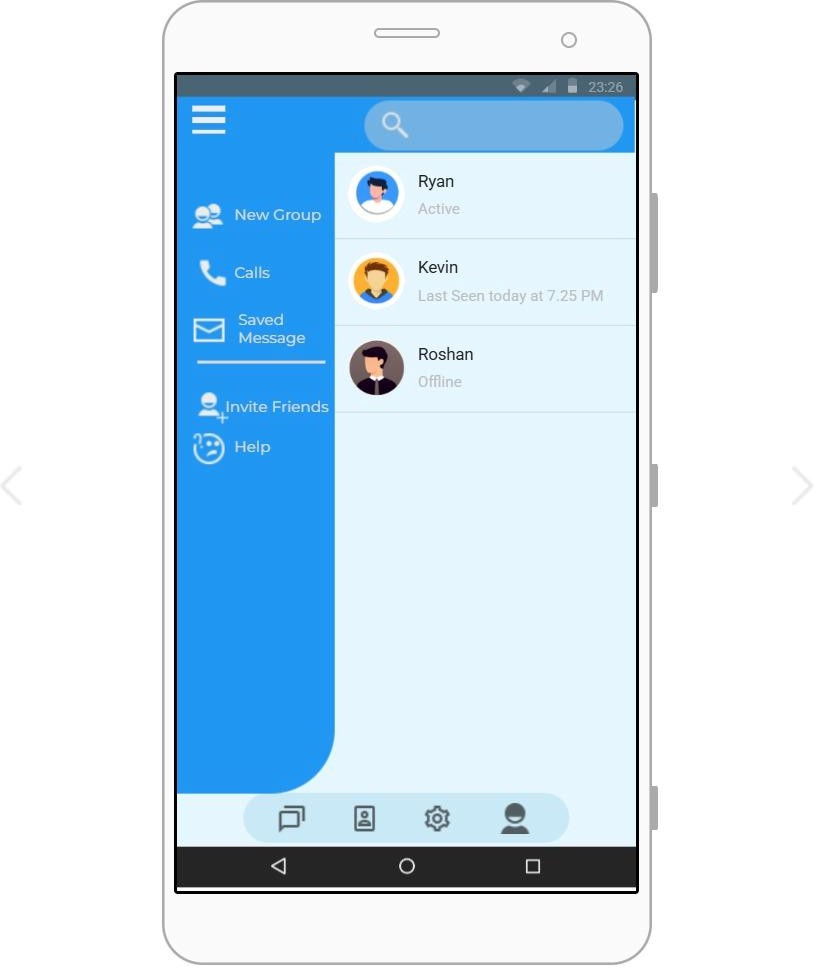 23:26
New Group
Calls
Saved
Message
Invite Friends
Help
Ryan
Active
Kevin
Last Seen today at 7.25 PM
Roshan
Offline